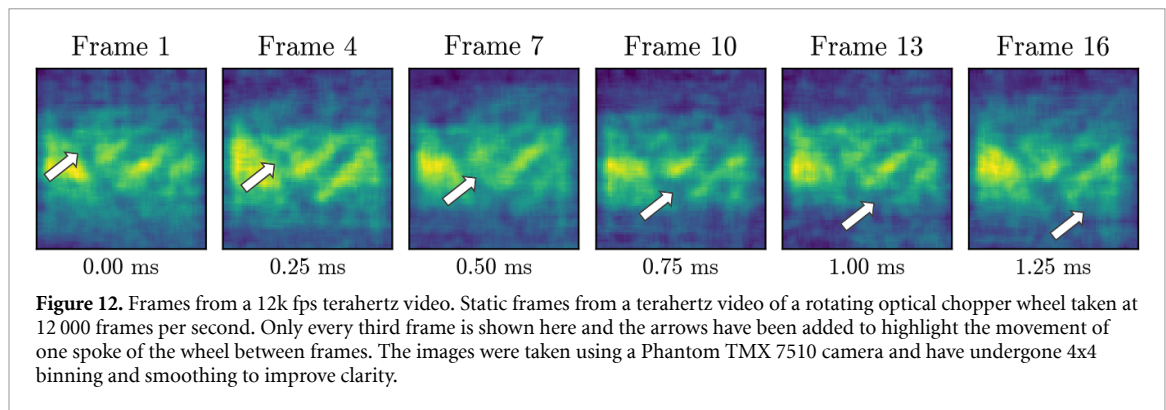 Frame 1 Frame 4 Frame 7 Frame 10 Frame 13 Frame 16
0.00 ms 0.25 ms 0.50 ms 0.75 ms 1.00 ms 1.25 ms
Figure 12. Frames from a 12k fps terahertz video. Static frames from a terahertz video of a rotating optical chopper wheel taken at
12 000 frames per second. Only every third frame is shown here and the arrows have been added to highlight the movement of
one spoke of the wheel between frames. The images were taken using a Phantom TMX 7510 camera and have undergone 4x4
binning and smoothing to improve clarity.